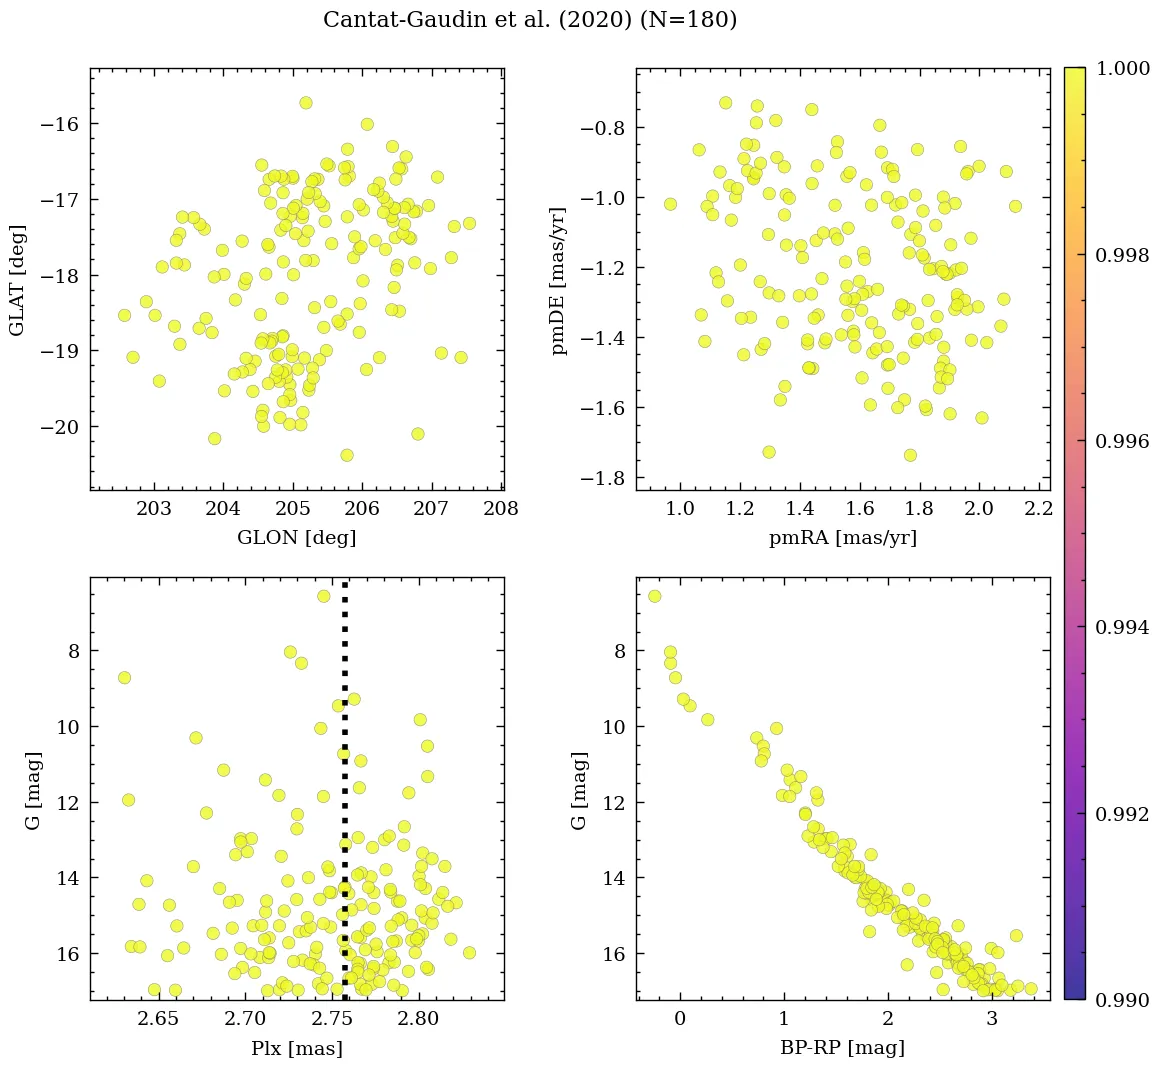 Cantat-Gaudin et al. (2020) (N=180)
−16
−17
−18
−19
−20
GLAT [deg]
203 204 205 206 207 208
GLON [deg]
−0.8
−1.0
−1.2
−1.4
−1.6
−1.8
pmDE [mas/yr]
1.0 1.2 1.4 1.6 1.8 2.0 2.2
pmRA [mas/yr]
8
10
12
14
16
G [mag]
2.65 2.70 2.75 2.80
Plx [mas]
8
10
12
14
16
G [mag]
0 1 2 3
BP-RP [mag]
1.000
0.998
0.996
0.994
0.992
0.990